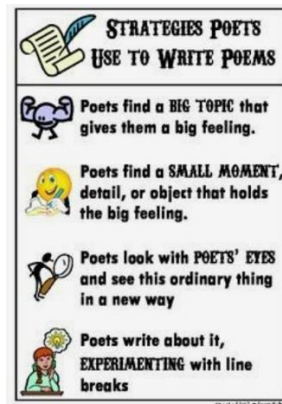 STRATEGIES POETS
USE TO WRITE POEMS
Poets find a BIG TOPIC that
gives them a big feeling.
Poets find a SMALL MOMENT,
detail, or object that holds
the big feeling.
Poets look with POETS' EYES
and see this ordinary thing
in a new way
Poets write about it,
EXPERIMENTING with line
breaks